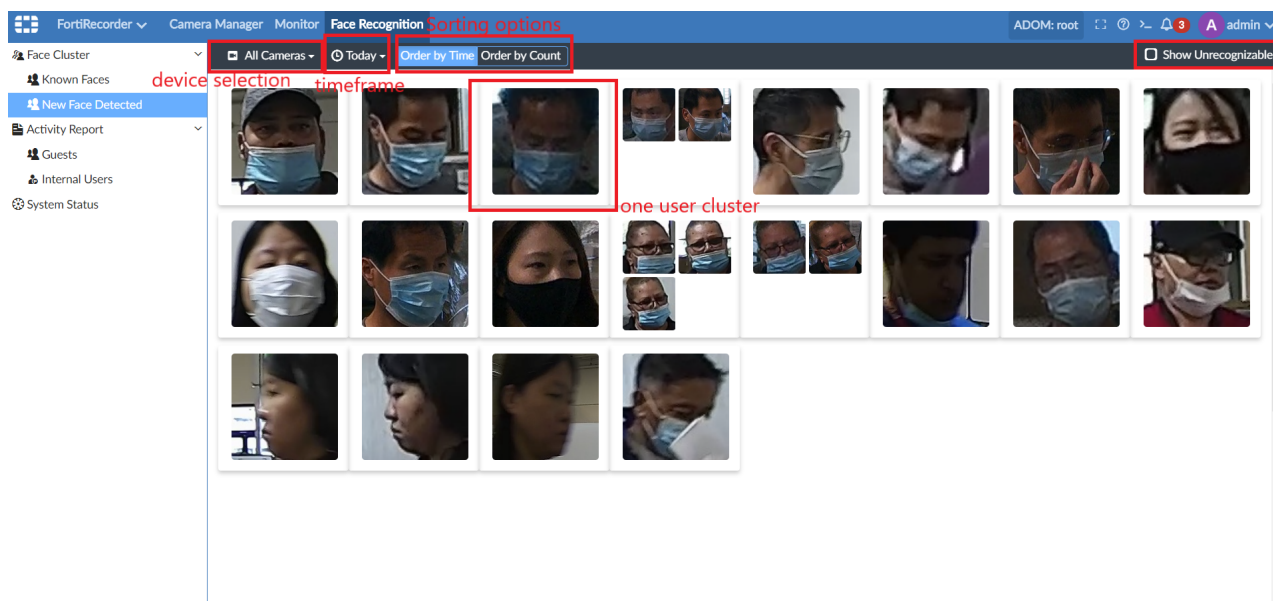 FortiRecorder Camera Manager Monitor Face Recognition Sorting options ADOM: root 3 A admin
Face Cluster All Cameras Today Order by Time Order by Count Show Unrecognizable
Known Faces
device selection timeframe
New Face Detected
Activity Report
Guests
Internal Users
System Status
one user cluster